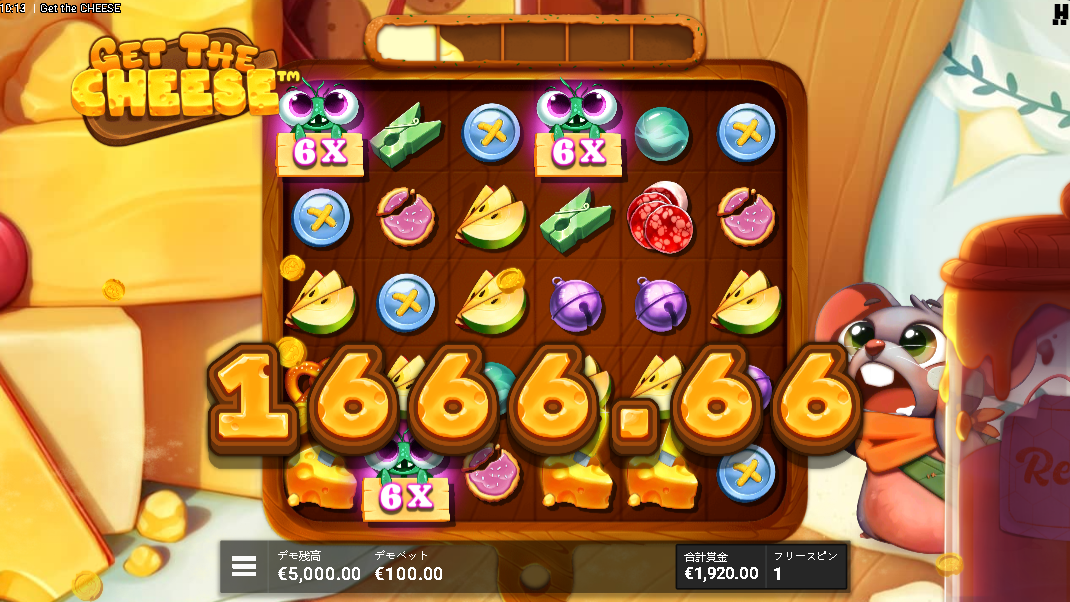 10:13 | Get the CHEESE
GET THE
CHEESE™
6X
6X
1666.66
6X
Re
デモ残高
€5,000.00
デモベット
€100.00
合計賞金
€1,920.00
フリースピン
1